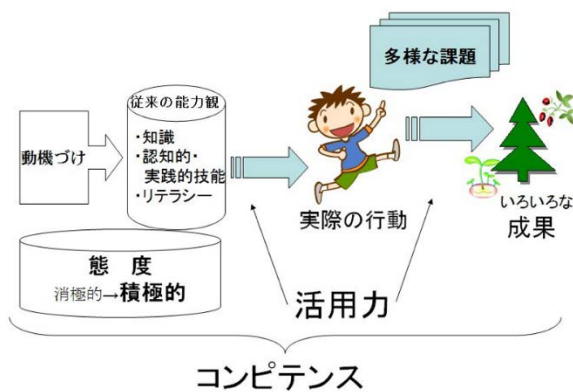 多様な課題
従来の能力観
動機づけ
・知識
・認知的・
実践的技能
・リテラシー
実際の行動
いろいろな
成果
態 度
消極的→積極的
活用力
コンピテンス